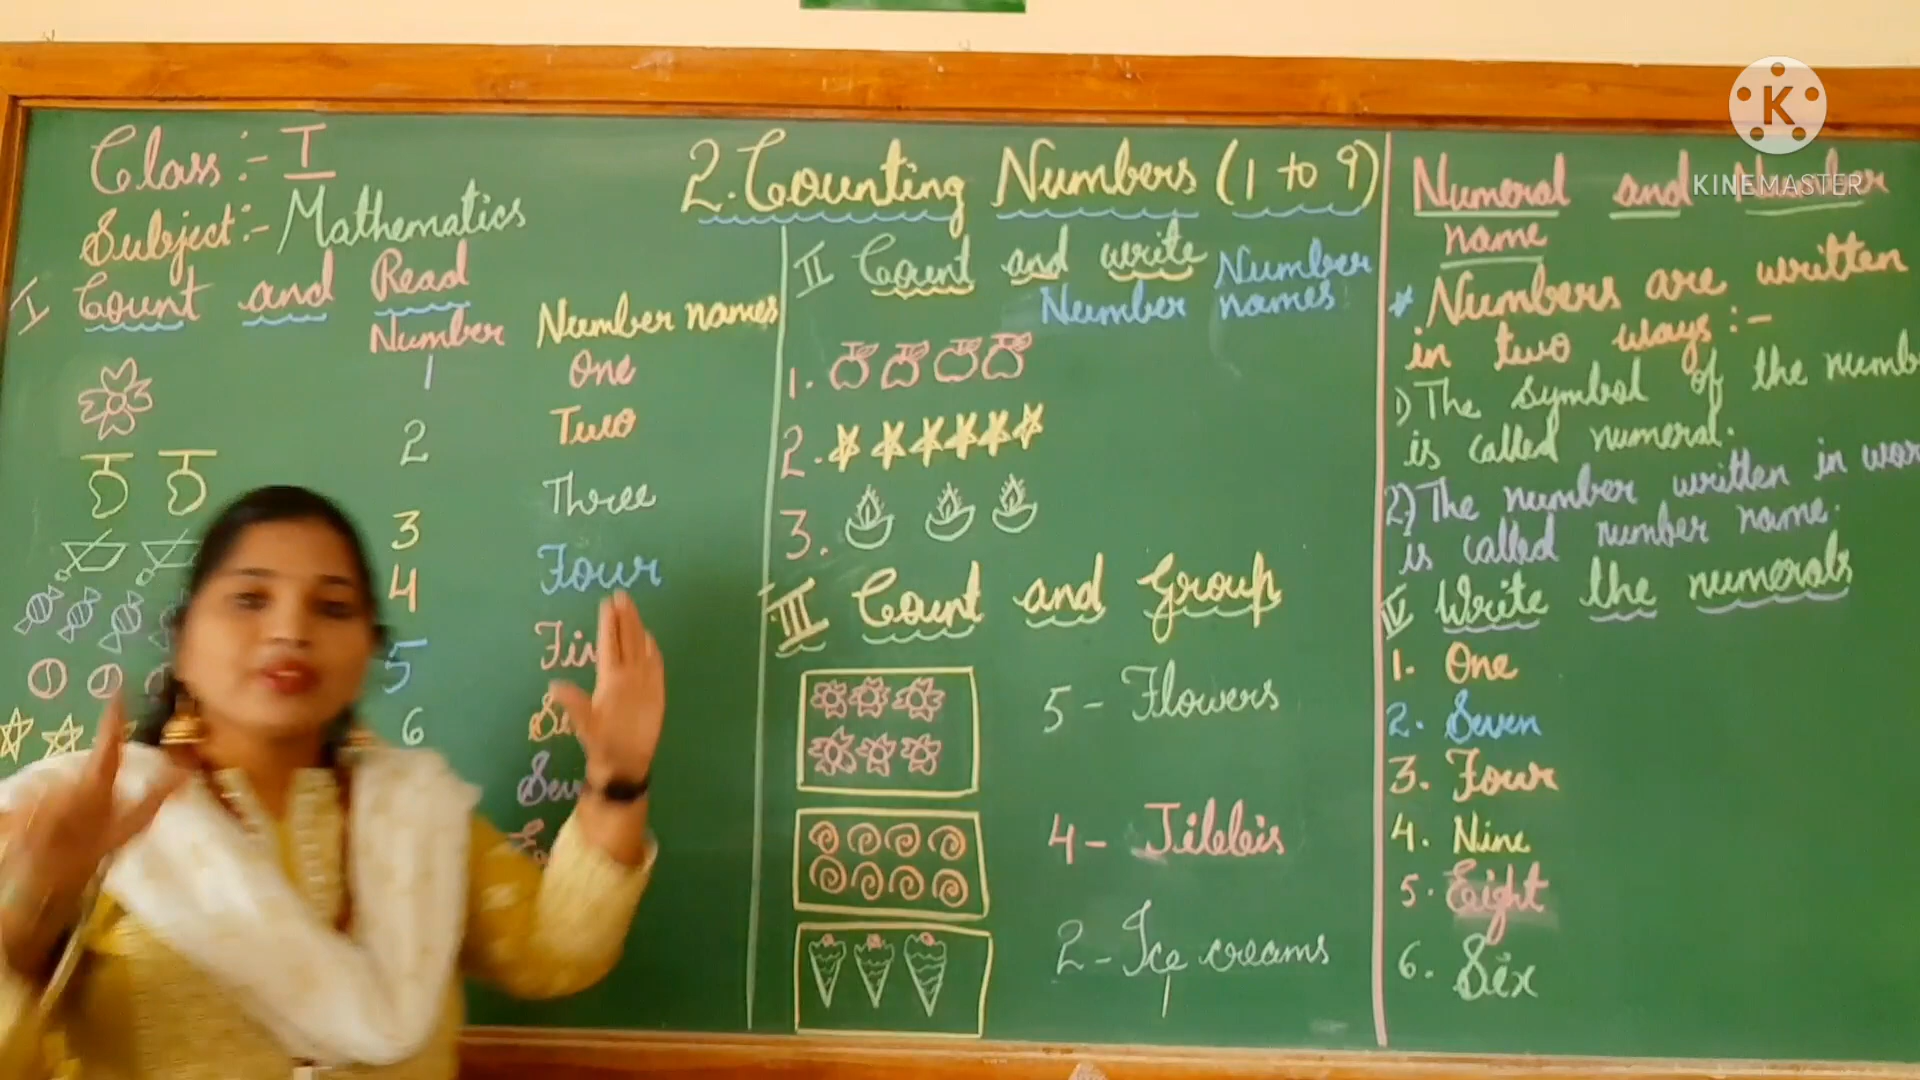 Class:- I
Subject:- Mathematics
2. Counting Numbers (1 to 9)
I Count and Read
Number Number names
1 One
2 Two
3 Three
4 Four
5
6
II Count and write
Number Number names
1.
2.
3.
III Count and Group
5 - Flowers
4 -
2 - Ice creams
Numeral and
name
* Numbers are written
in two ways :-
1) The symbol of the
is called numeral.
2) The number written in
is called number name.
IV Write the numerals
1. One
2. Seven
3. Four
4. Nine
5. Eight
6. Six
K
KINEMASTER